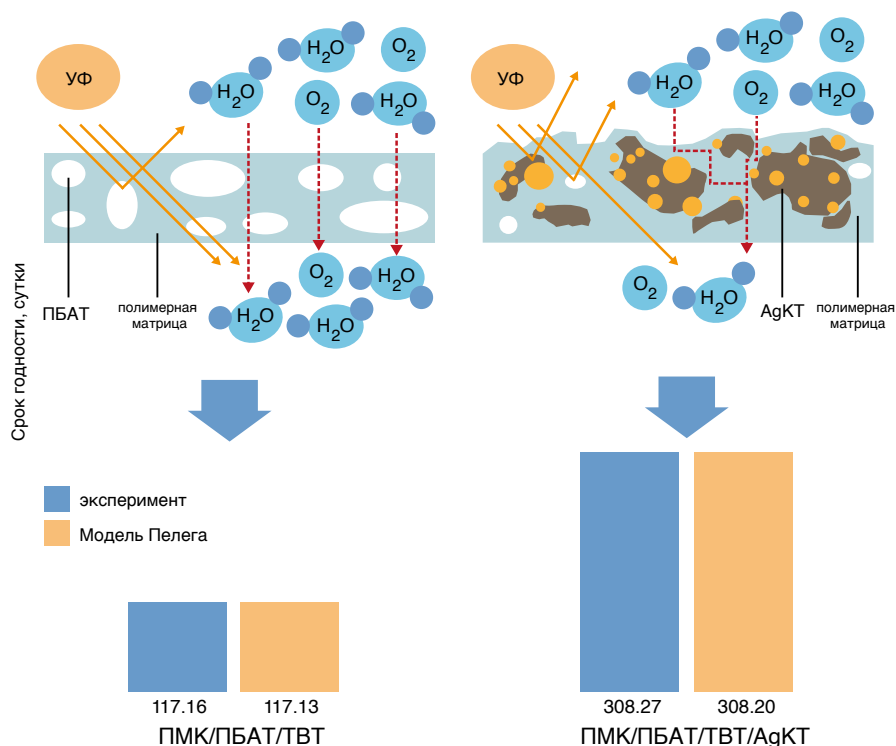 УФ
H₂O
H₂O
O₂
O₂
H₂O
O₂
H₂O
H₂O
H₂O
ПБАТ
полимерная
матрица
УФ
H₂O
H₂O
O₂
O₂
H₂O
O₂
H₂O
AgKT
полимерная
матрица
Срок годности, сутки
эксперимент
Модель Пелега
117.16
117.13
ПМК/ПБАТ/ТВТ
308.27
308.20
ПМК/ПБАТ/ТВТ/AgKT